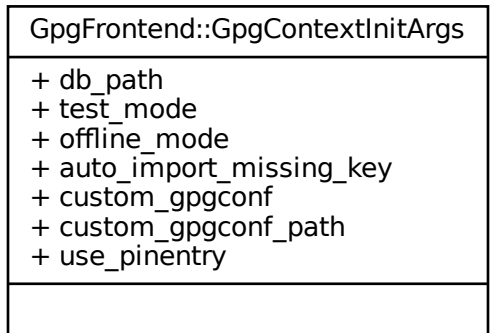 GpgFrontend::GpgContextInitArgs
+ db_path
+ test_mode
+ offline_mode
+ auto_import_missing_key
+ custom_gpgconf
+ custom_gpgconf_path
+ use_pinentry